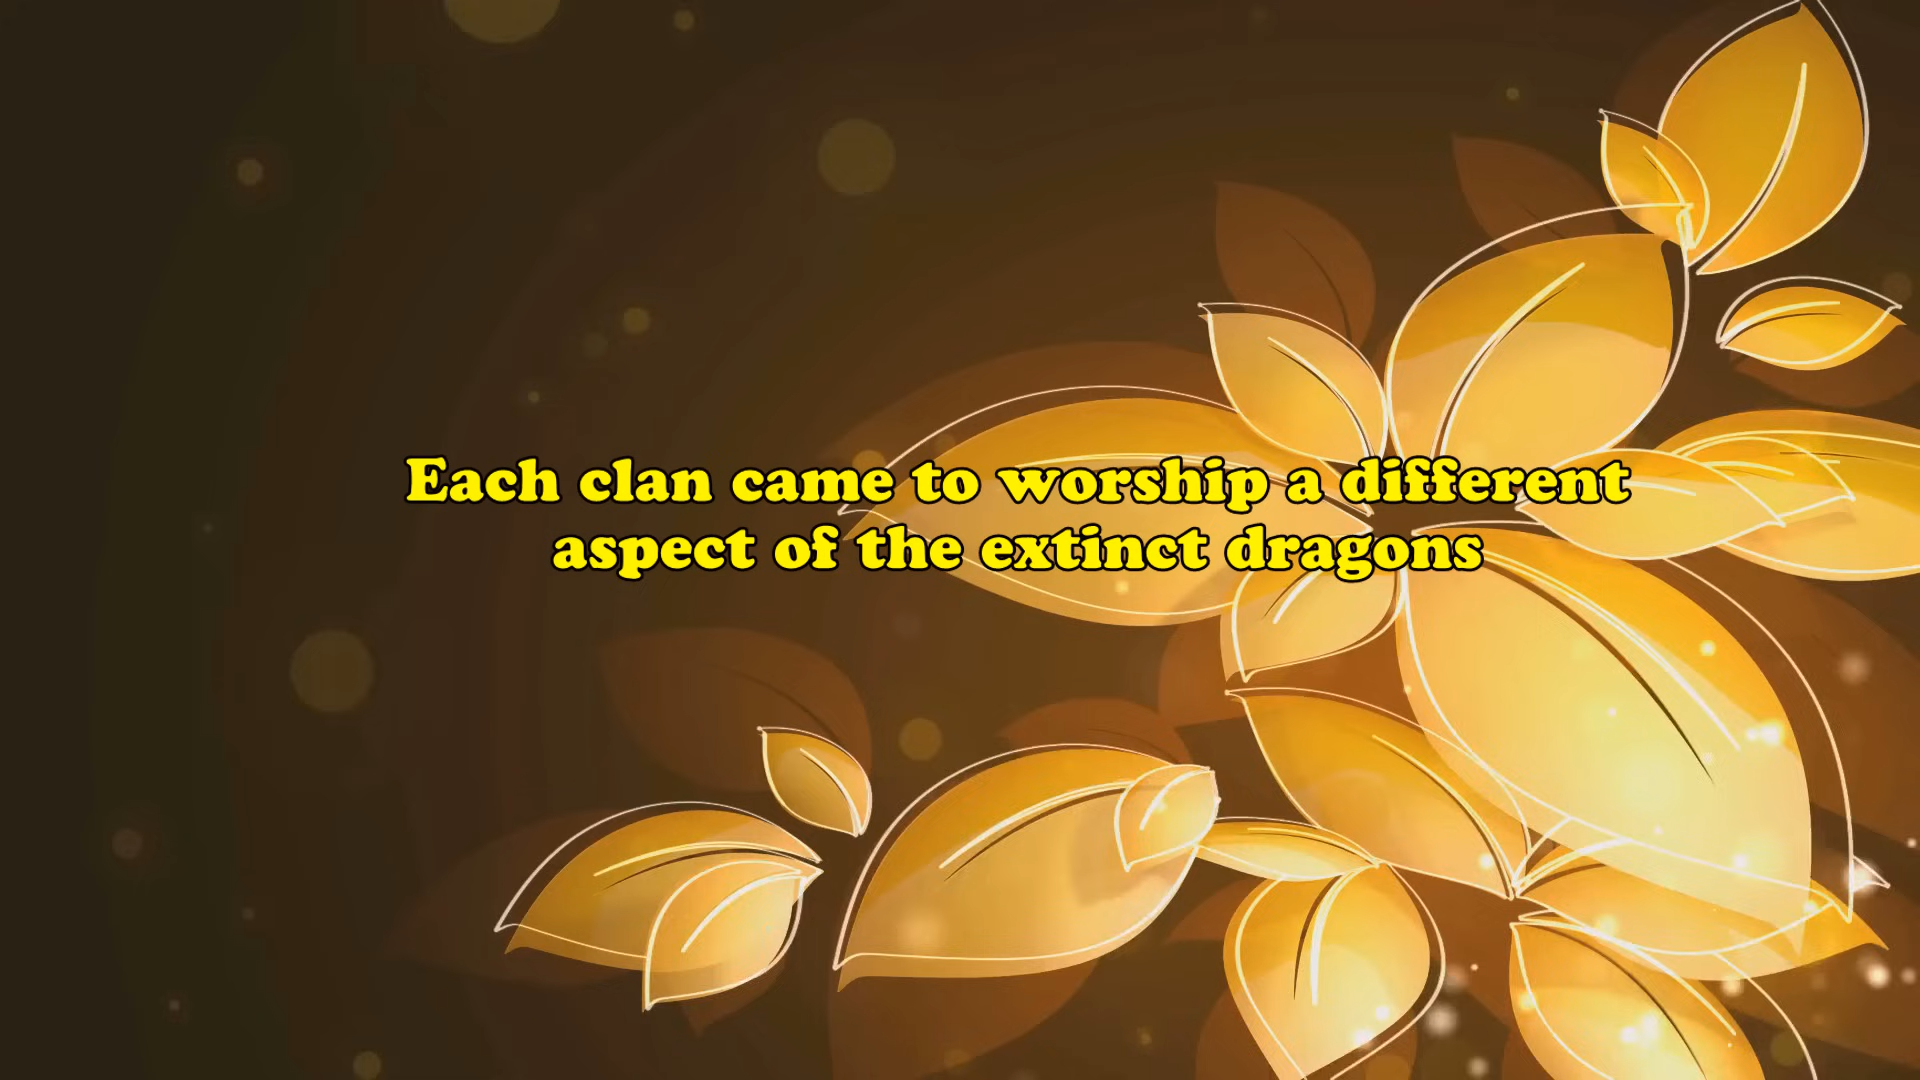 Each clan came to worship a different
aspect of the extinct dragons